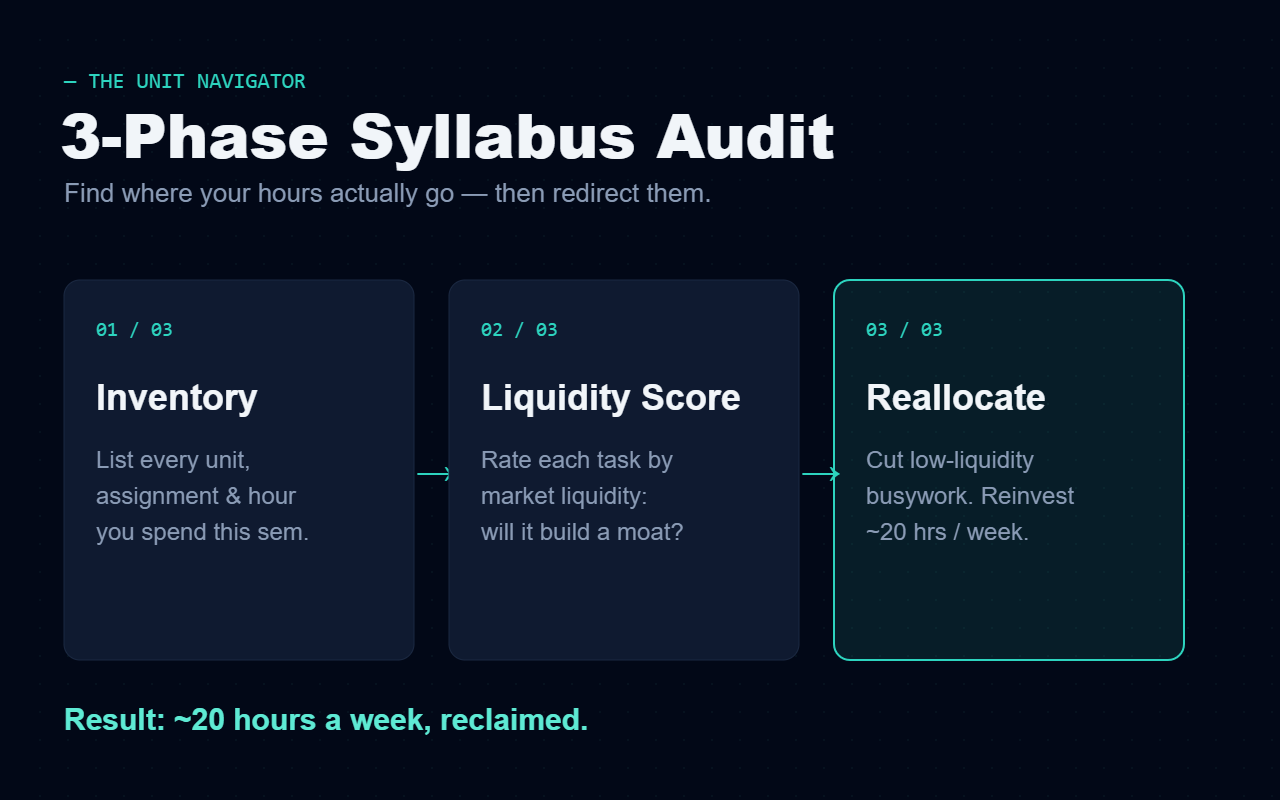 — THE UNIT NAVIGATOR
3-Phase Syllabus Audit
Find where your hours actually go — then redirect them.
01 / 03
Inventory
List every unit,
assignment & hour
you spend this sem.
→
02 / 03
Liquidity Score
Rate each task by
market liquidity:
will it build a moat?
→
03 / 03
Reallocate
Cut low-liquidity
busywork. Reinvest
~20 hrs / week.
Result: ~20 hours a week, reclaimed.